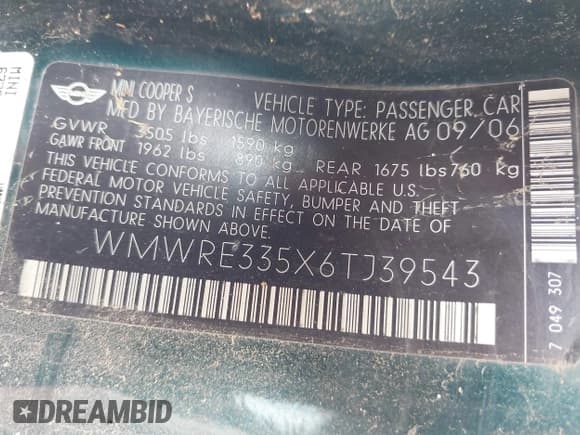 MINI
MINI COOPER S
VEHICLE TYPE: PASSENGER CAR
MFD BY BAYERISCHE MOTORENWERKE AG 09/06
GVWR 3505 lbs 1590 kg
GAWR FRONT 1962 lbs 890 kg REAR 1675 lbs 760 kg
THIS VEHICLE CONFORMS TO ALL APPLICABLE U.S.
FEDERAL MOTOR VEHICLE SAFETY, BUMPER AND THEFT
PREVENTION STANDARDS IN EFFECT ON THE DATE OF
MANUFACTURE SHOWN ABOVE.
WMWRE335X6TJ39543
7 049 307
DREAMBID